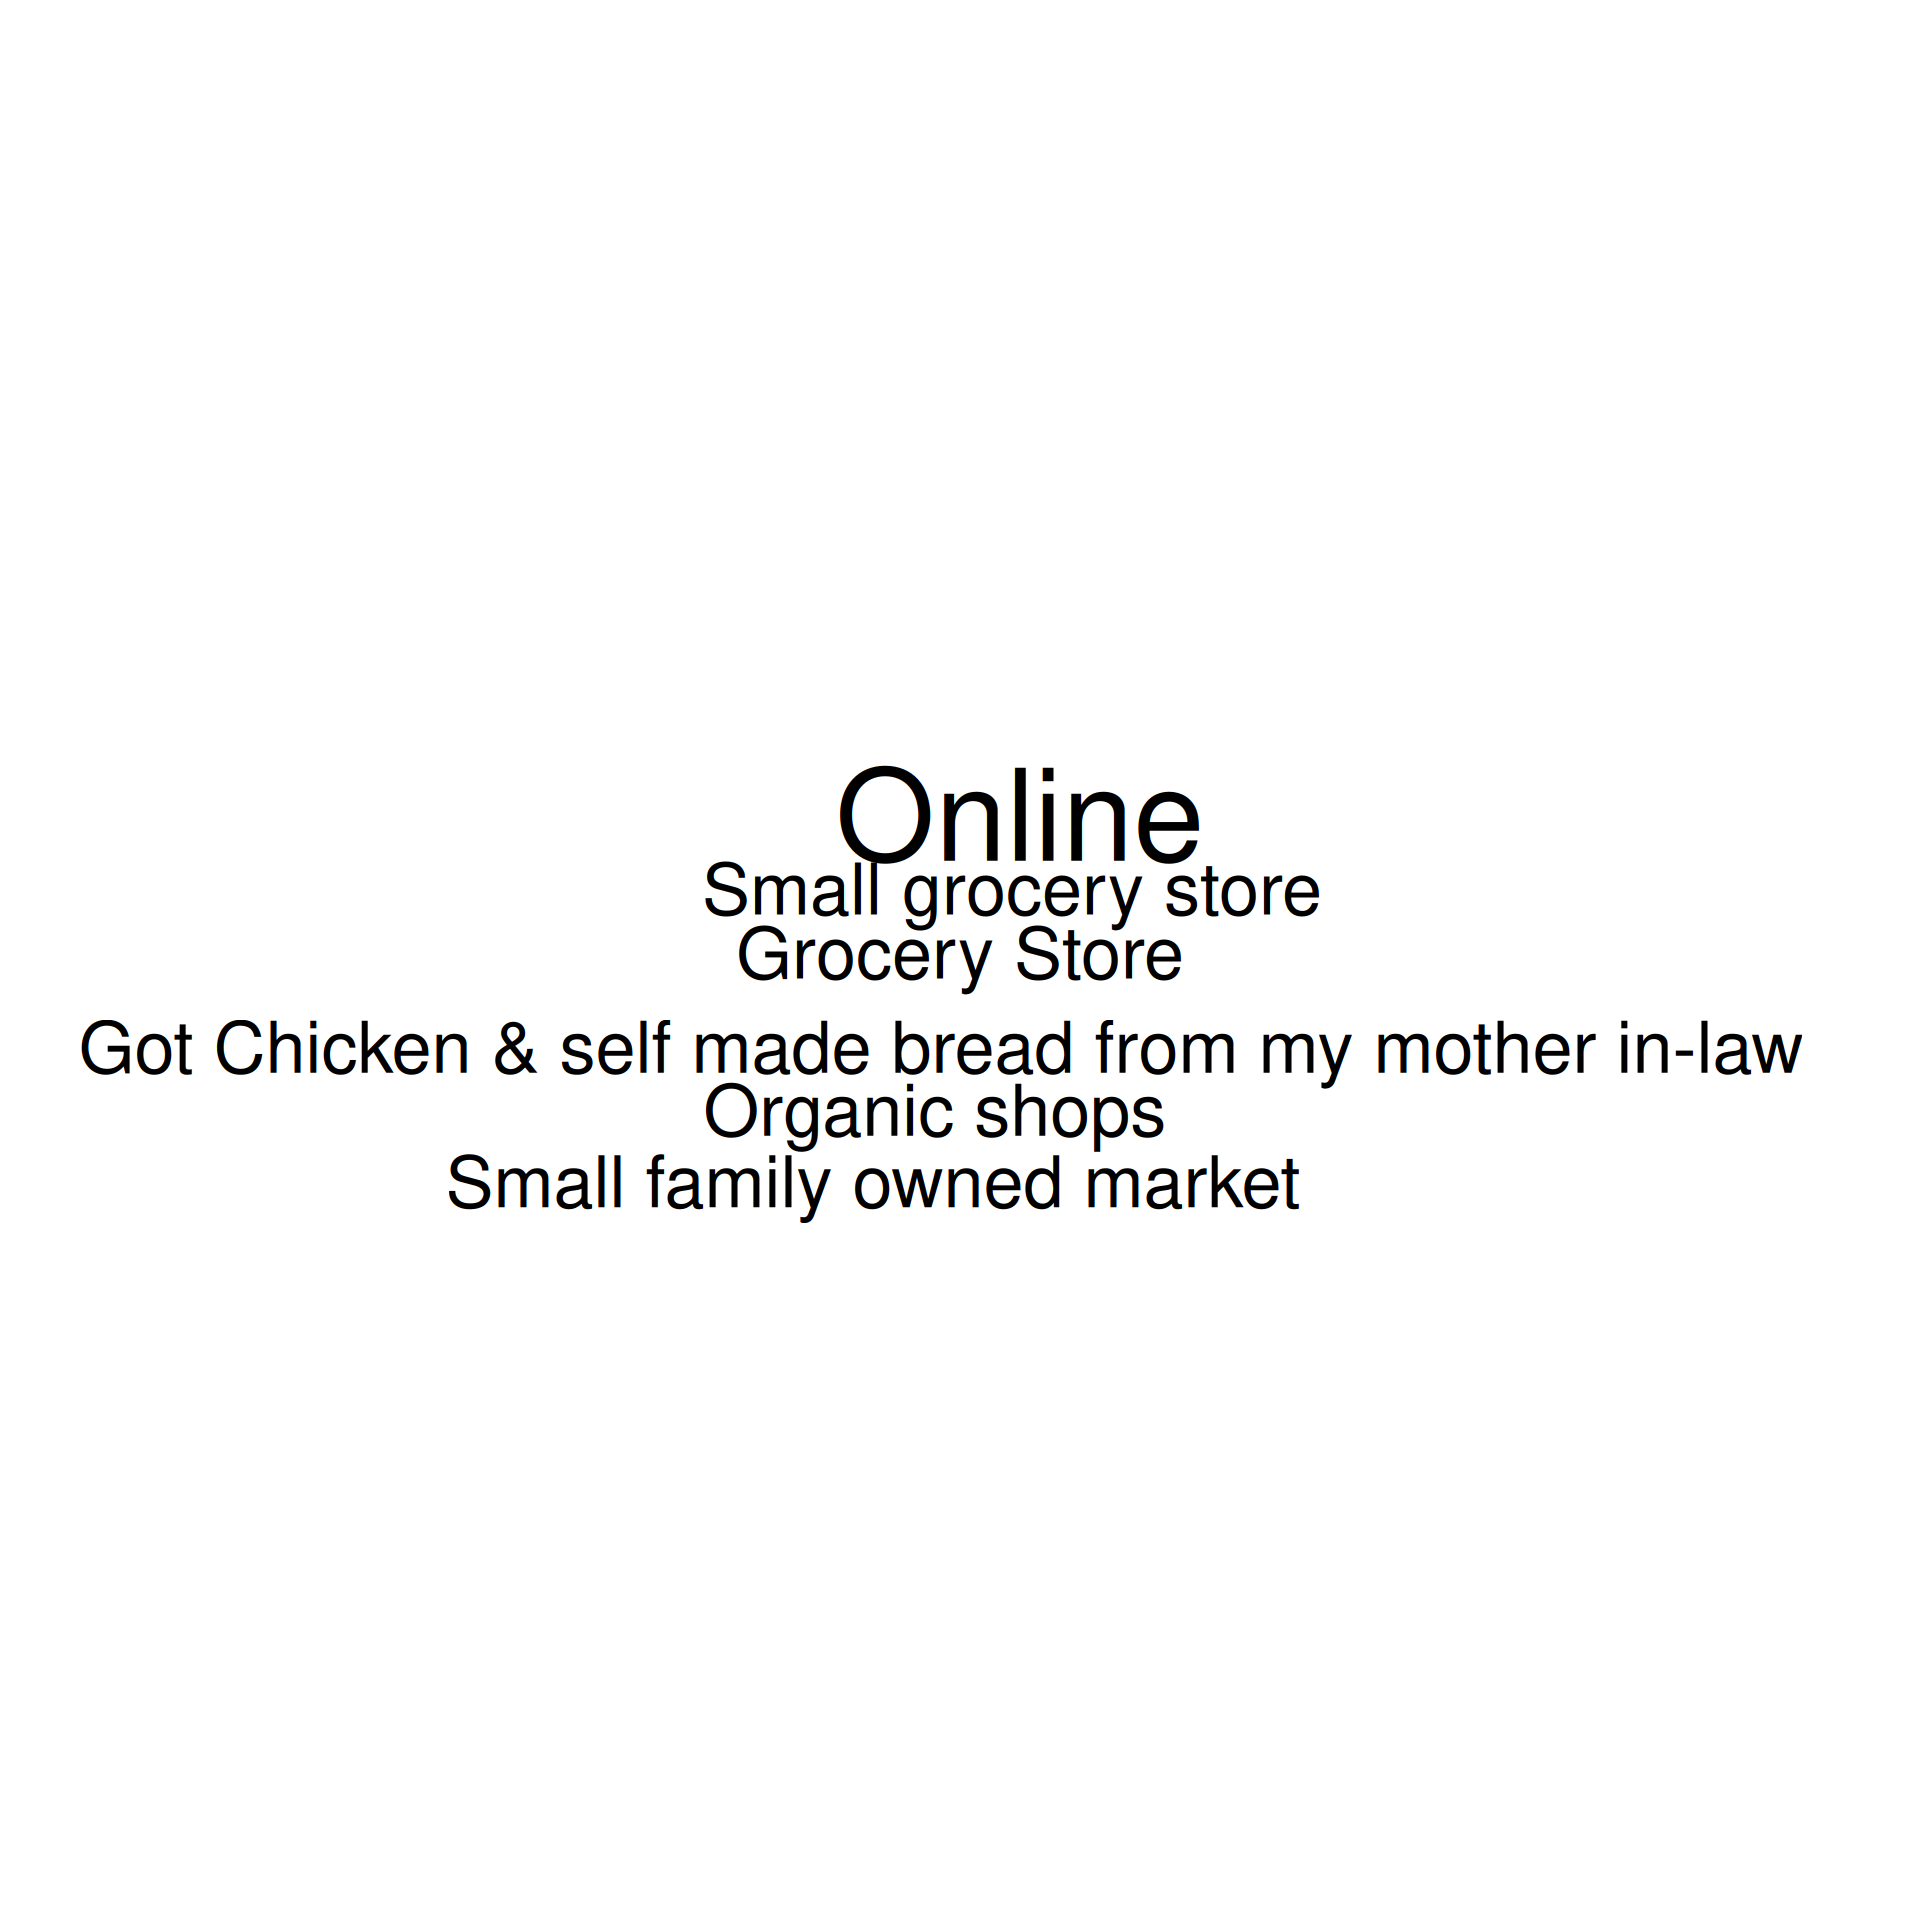 Online
Small grocery store
Grocery Store
Got Chicken & self made bread from my mother in-law
Organic shops
Small family owned market